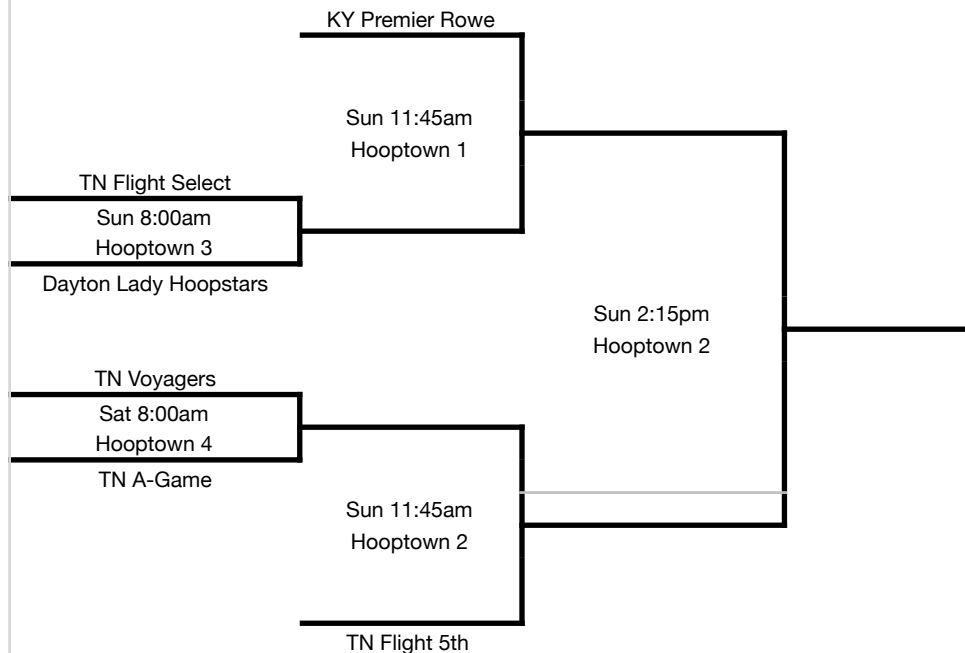 KY Premier Rowe
Sun 11:45am
Hooptown 1
TN Flight Select
Sun 8:00am
Hooptown 3
Dayton Lady Hoopstars
Sun 2:15pm
Hooptown 2
TN Voyagers
Sat 8:00am
Hooptown 4
TN A-Game
Sun 11:45am
Hooptown 2
TN Flight 5th